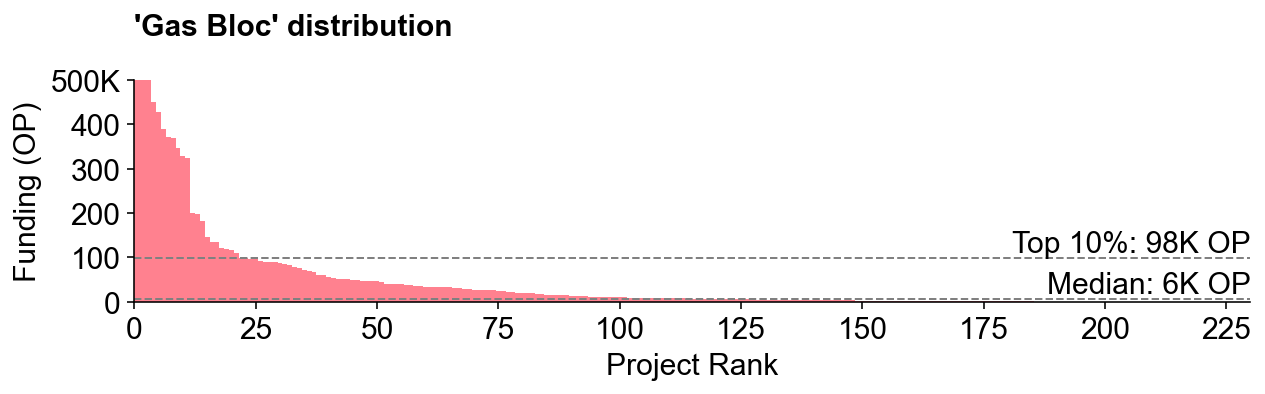 'Gas Bloc' distribution
500K
400
300
200
100
0
Funding (OP)
Top 10%: 98K OP
Median: 6K OP
0 25 50 75 100 125 150 175 200 225
Project Rank